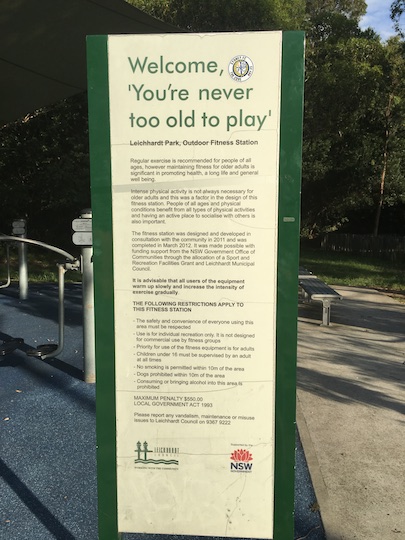 Welcome,
'You're never
too old to play'
Leichhardt Park, Outdoor Fitness Station
Regular exercise is recommended for people of all
ages, however maintaining fitness for older adults is
significant in promoting health, a long life and general
well being.
Intense physical activity is not always necessary for
older adults and this was a factor in the design of this
fitness station. People of all ages and physical
conditions benefit from all types of physical activities
and having an active place to socialise with others is
also important.
The fitness station was designed and developed in
consultation with the community in 2011 and was
completed in March 2012. It was made possible with
funding support from the NSW Government Office of
Communities through the allocation of a Sport and
Recreation Facilities Grant and Leichhardt Municipal
Council.
It is advisable that all users of the equipment
warm up slowly and increase the intensity of
exercise gradually
THE FOLLOWING RESTRICTIONS APPLY TO
THIS FITNESS STATION
- The safety and convenience of everyone using this
area must be respected
- Use is for individual recreation only. It is not designed
for commercial use by fitness groups
- Priority for use of the fitness equipment is for adults
- Children under 16 must be supervised by an adult
at all times
- No smoking is permitted within 10m of the area
- Dogs prohibited within 10m of the area
- Consuming or bringing alcohol into this area is
prohibited
MAXIMUM PENALTY $550.00
LOCAL GOVERNMENT ACT 1993
Please report any vandalism, maintenance or misuse
issues to Leichhardt Council on 9367 9222
LEICHHARDT
COUNCIL
NSW
GOVERNMENT